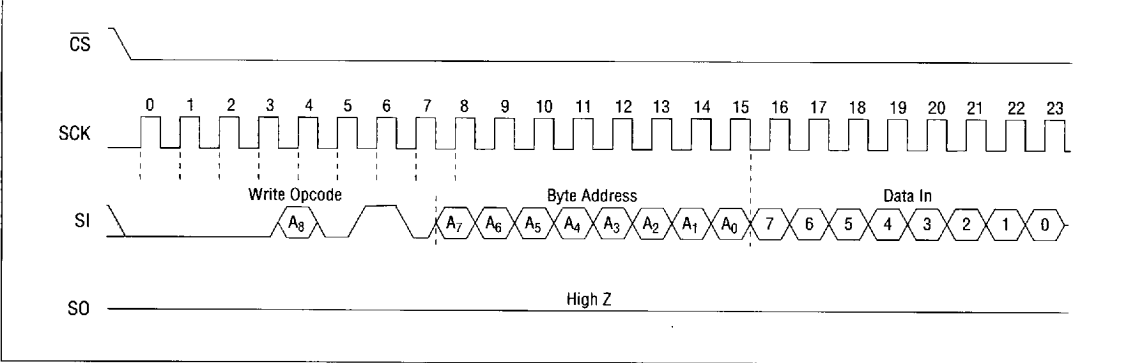 CS
0 1 2 3 4 5 6 7 8 9 10 11 12 13 14 15 16 17 18 19 20 21 22 23
SCK
Write Opcode Byte Address Data In
SI A8 A7 A6 A5 A4 A3 A2 A1 A0 7 6 5 4 3 2 1 0
SO High Z